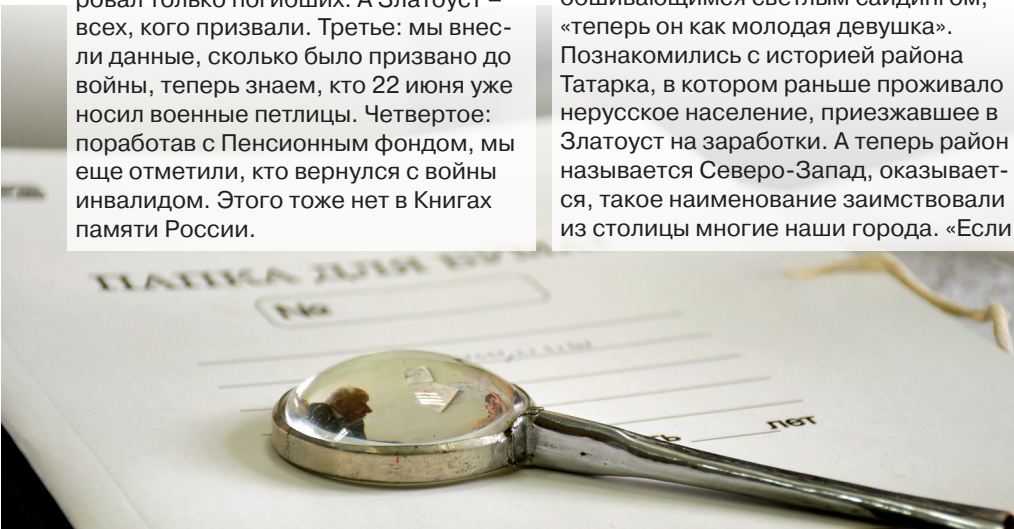 всех, кого призвали. Третье: мы внес-
ли данные, сколько было призвано до
войны, теперь знаем, кто 22 июня уже
носил военные петлицы. Четвертое:
поработав с Пенсионным фондом, мы
еще отметили, кто вернулся с войны
инвалидом. Этого тоже нет в Книгах
памяти России.
«теперь он как молодая девушка».
Познакомились с историей района
Татарка, в котором раньше проживало
нерусское население, приезжавшее в
Златоуст на заработки. А теперь район
называется Северо-Запад, оказывает-
ся, такое наименование заимствовали
из столицы многие наши города. «Если
ПАПКА ДЛЯ
№
лет